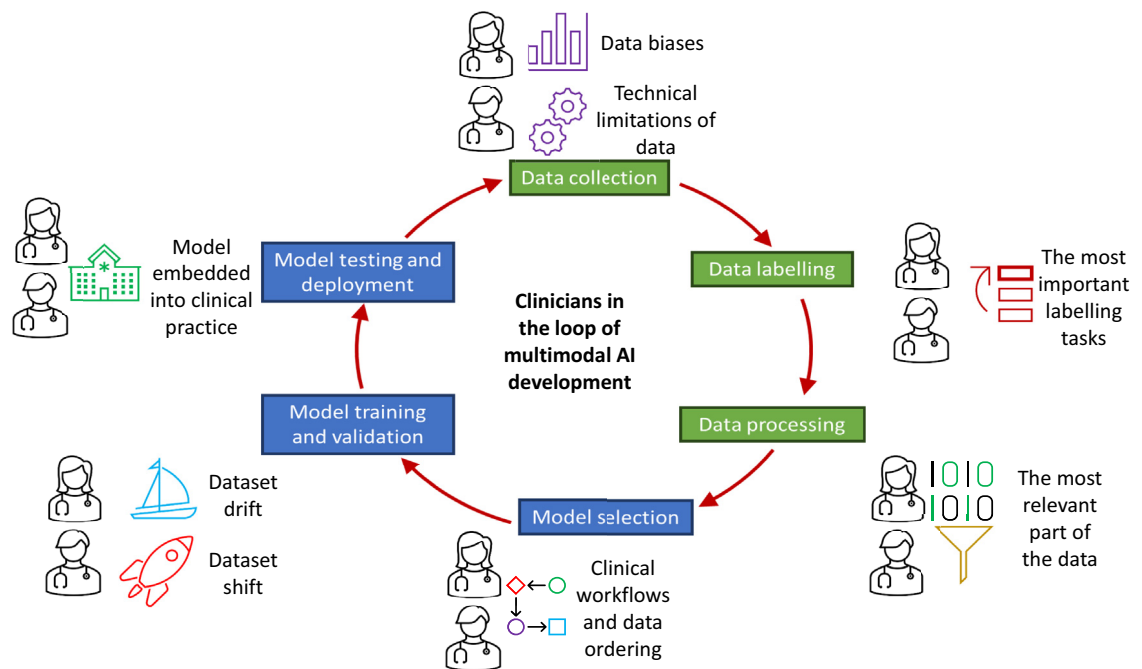 Data biases
Technical
limitations of
data
Data collection
Model
embedded
into clinical
practice
Model testing and
deployment
Data labelling
The most
important
labelling
tasks
Clinicians in
the loop of
multimodal AI
development
Model training
and validation
Data processing
Dataset
drift
Dataset
shift
Model selection
Clinical
workflows
and data
ordering
The most
relevant
part of
the data